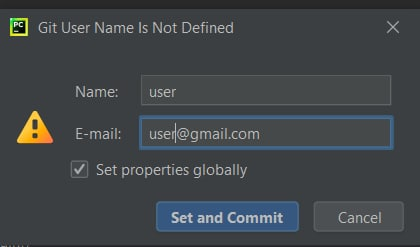 PC Git User Name Is Not Defined
Name: user
E-mail: user@gmail.com
Set properties globally
Set and Commit Cancel